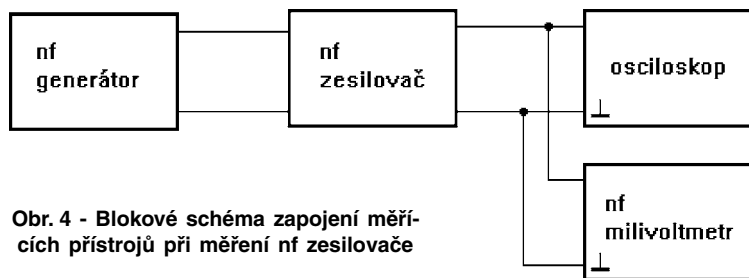 nf
generátor
nf
zesilovač
osciloskop
nf
milivoltmetr
Obr. 4 - Blokové schéma zapojení měří-
cích přístrojů při měření nf zesilovače